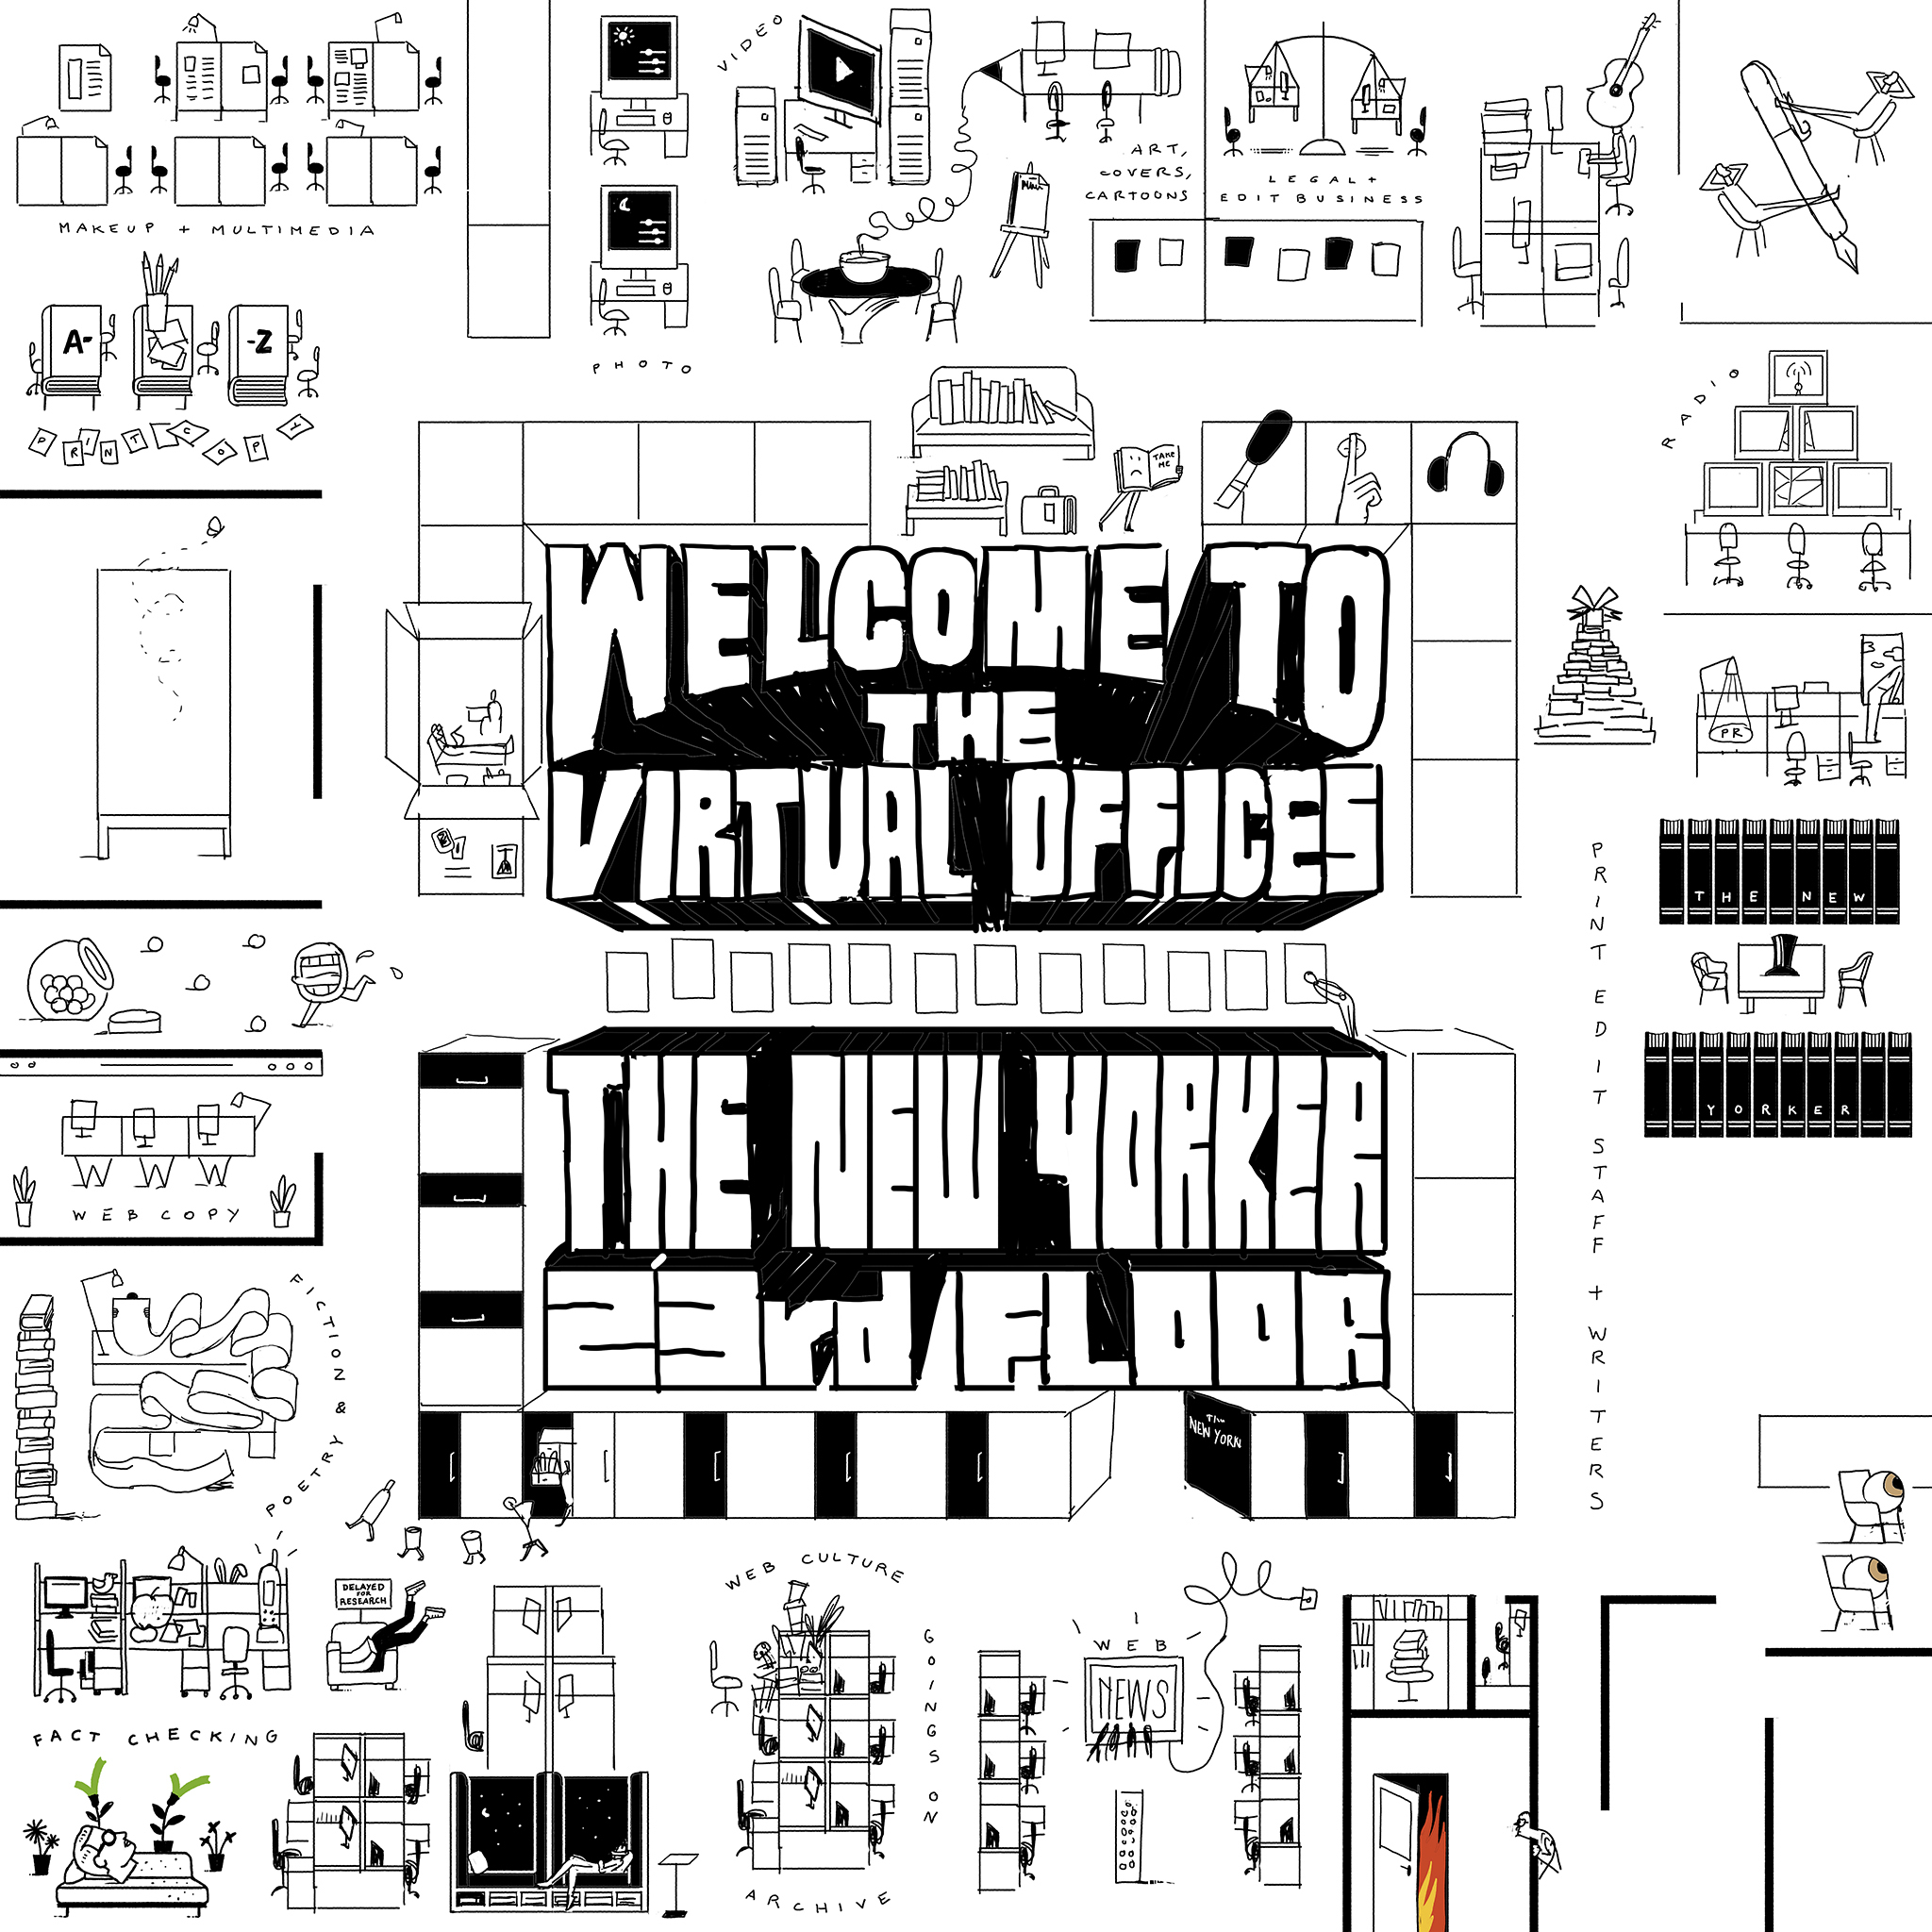 VIDEO
ART,
COVERS,
CARTOONS
LEGAL +
EDIT BUSINESS
MAKEUP + MULTIMEDIA
A-
-Z
PRINT COPY
PHOTO
RADIO
TAKE
ME
WELCOME TO
THE
VIRTUAL OFFICES
THE NEW YORKER
23rd FLOOR
PR
PRINT EDIT STAFF + WRITERS
THE NEW
YORKER
WEB COPY
FICTION & POETRY
The
NEW YORK
DELAYED
FOR
RESEARCH
FACT CHECKING
WEB CULTURE
GOINGS ON
ARCHIVE
WEB
NEWS